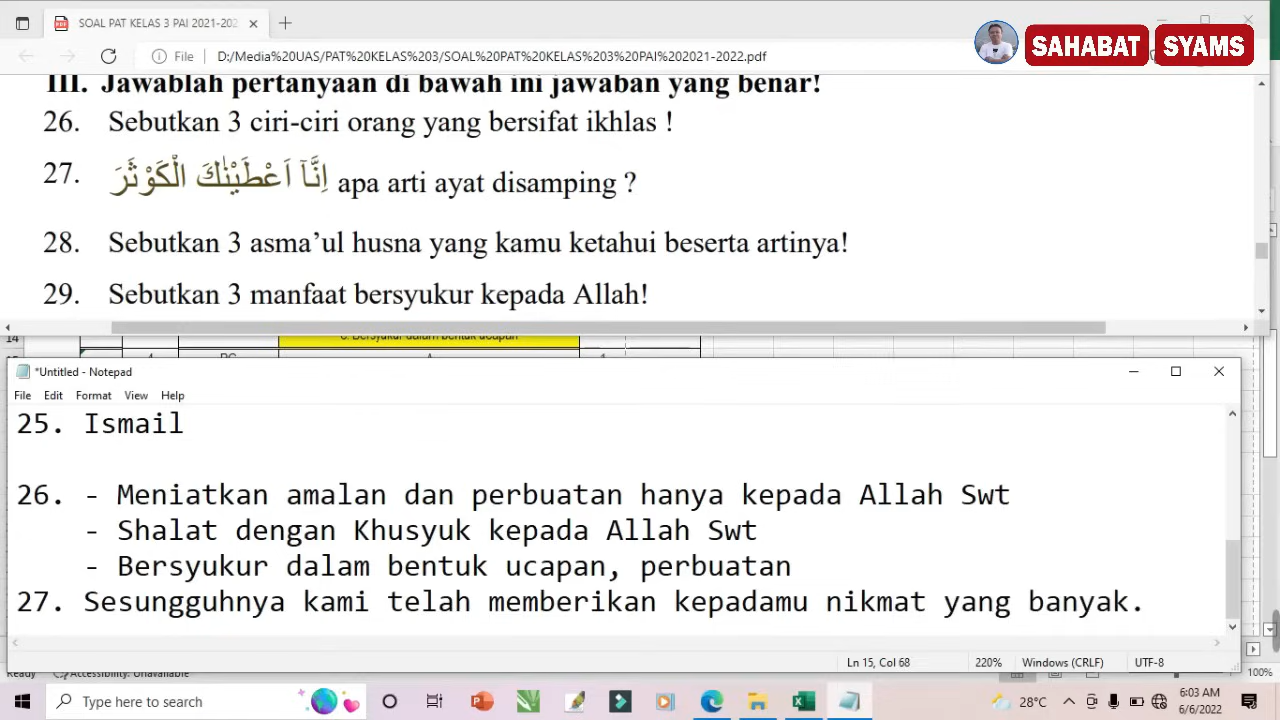 SOAL PAT KELAS 3 PAI 2021-202
SAHABAT SYAMS
File D:/Media%20LAS/PAT%20KELAS%203/SOAL%20PAT%20KELAS%203%20PAI%202021-2022.pdf
III. Jawablah pertanyaan di bawah ini jawaban yang benar!
26. Sebutkan 3 ciri-ciri orang yang bersifat ikhlas !
27. اِنَّآ اَعْطَيْنٰكَ الْكَوْثَرَ apa arti ayat disamping ?
28. Sebutkan 3 asma’ul husna yang kamu ketahui beserta artinya!
29. Sebutkan 3 manfaat bersyukur kepada Allah!
14
*Untitled - Notepad
File Edit Format View Help
25. Ismail
26. - Meniatkan amalan dan perbuatan hanya kepada Allah Swt
- Shalat dengan Khusyuk kepada Allah Swt
- Bersyukur dalam bentuk ucapan, perbuatan
27. Sesungguhnya kami telah memberikan kepadamu nikmat yang banyak.
Ln 15, Col 68 220% Windows (CRLF) UTF-8
100%
Type here to search 28°C 6:03 AM
6/6/2022